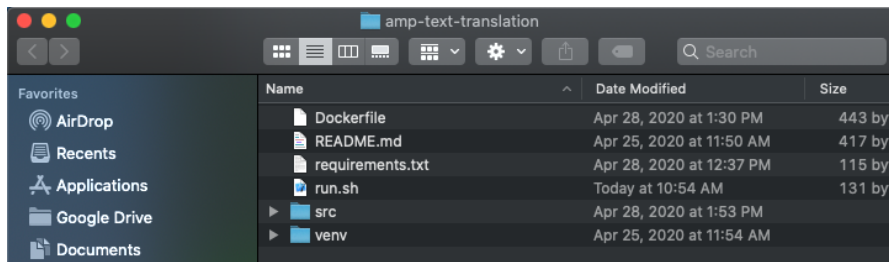 amp-text-translation
Search
Favorites
AirDrop
Recents
Applications
Google Drive
Documents
Name Date Modified Size
Dockerfile Apr 28, 2020 at 1:30 PM 443 by
README.md Apr 25, 2020 at 11:50 AM 417 by
requirements.txt Apr 28, 2020 at 12:37 PM 115 by
run.sh Today at 10:54 AM 131 by
src Apr 28, 2020 at 1:53 PM
venv Apr 25, 2020 at 11:54 AM